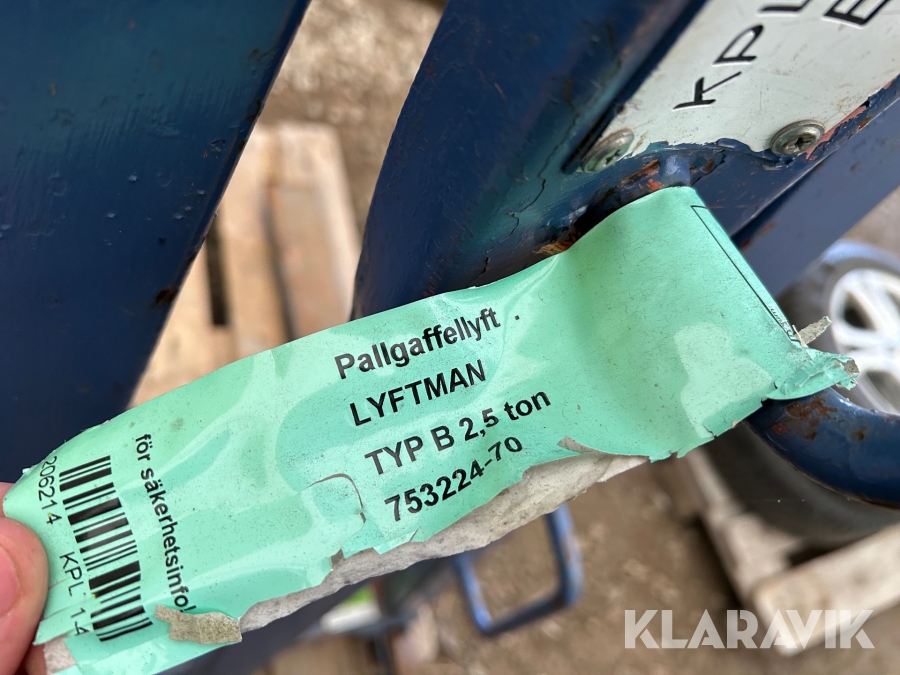 KPL
E
Pallgaffellyft
LYFTMAN
TYP B 2,5 ton
753224-70
för säkerhetsinfo
206214 KPL 1-4
KLARAVIK